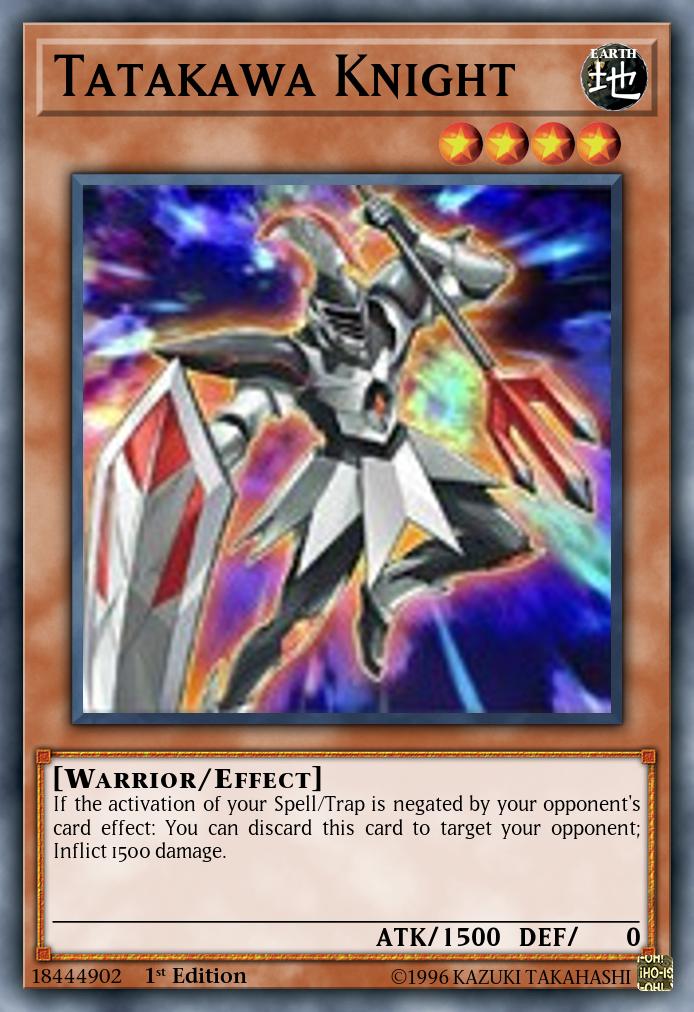 Tatakawa Knight
EARTH
地
[Warrior/Effect]
If the activation of your Spell/Trap is negated by your opponent's
card effect: You can discard this card to target your opponent;
Inflict 1500 damage.
ATK/1500 DEF/ 0
18444902 1st Edition ©1996 KAZUKI TAKAHASHI